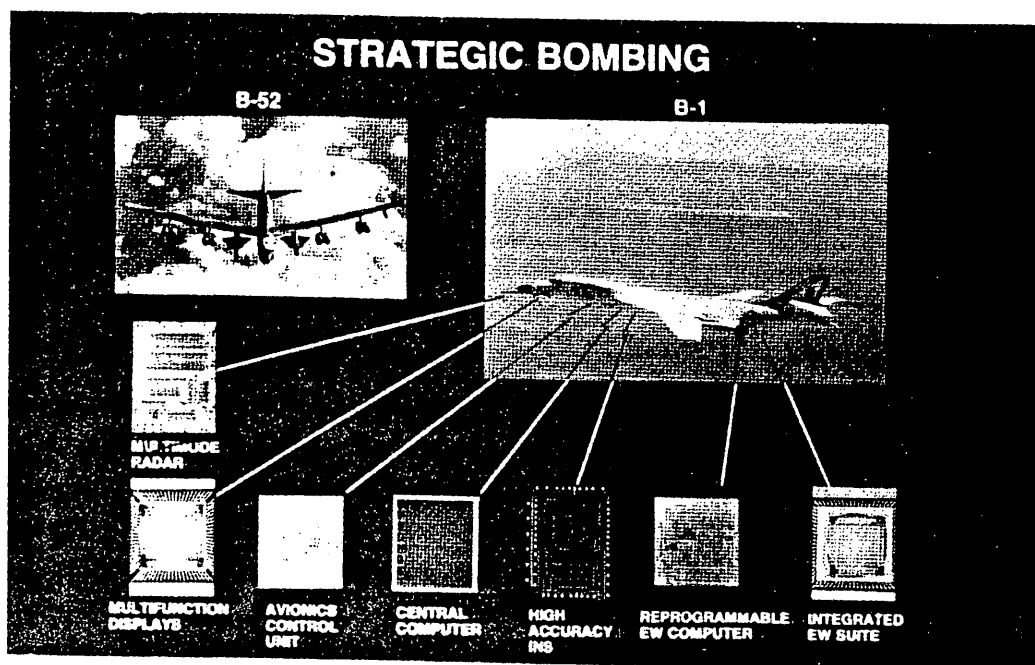 STRATEGIC BOMBING
B-52
B-1
MULTIMODE
RADAR
MULTIFUNCTION
DISPLAYS
AVIONICS
CONTROL
UNIT
CENTRAL
COMPUTER
HIGH
ACCURACY
INS
REPROGRAMMABLE
EW COMPUTER
INTEGRATED
EW SUITE